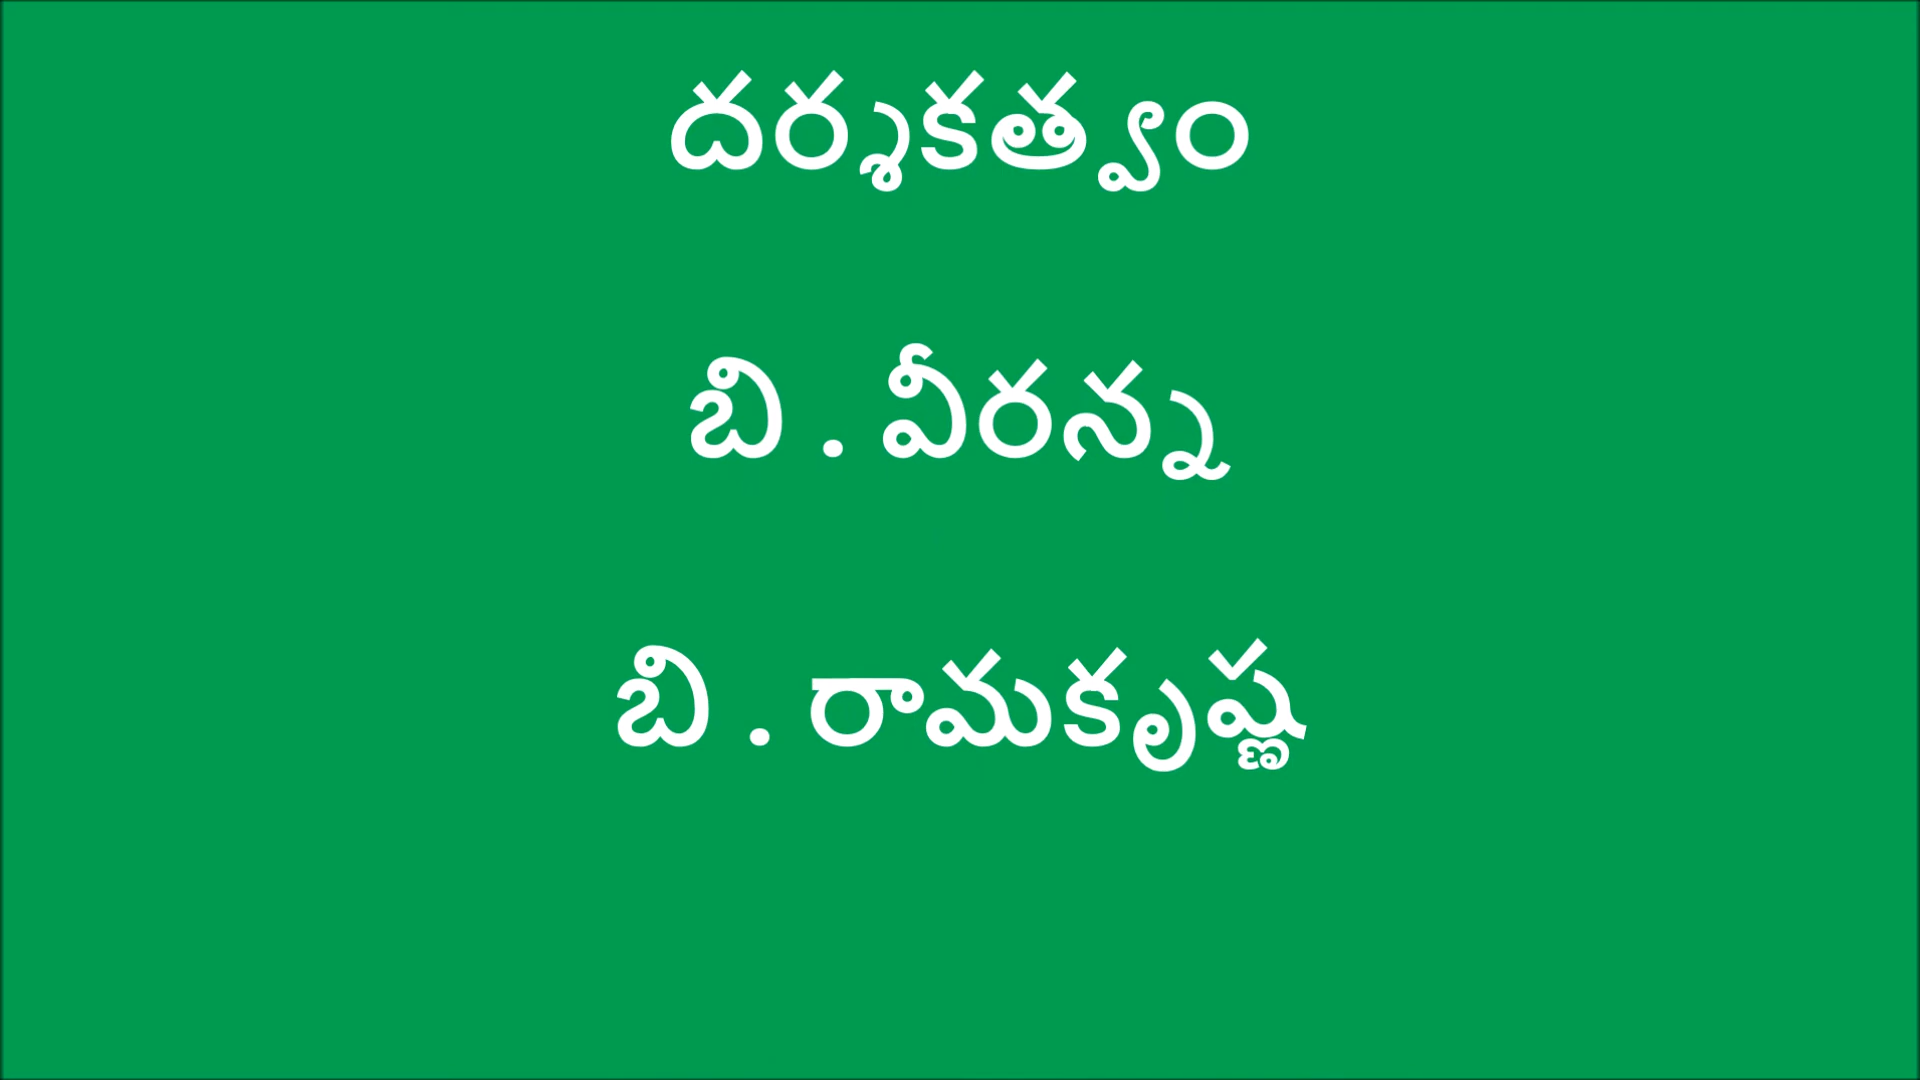 దర్శకత్వం
బి . వీరన్న
బి . రామకృష్ణ